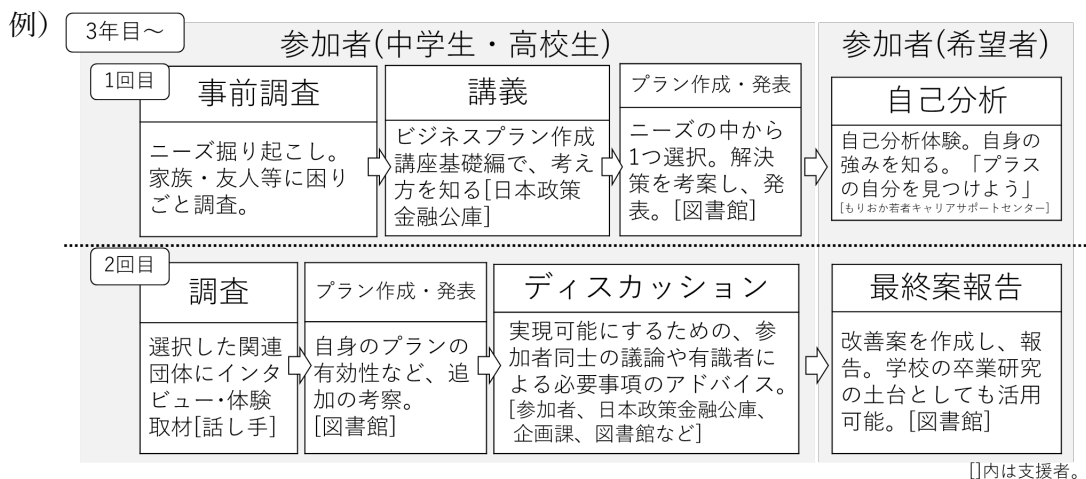 例）
3年目～
参加者(中学生・高校生)
参加者(希望者)
1回目
事前調査
ニーズ掘り起こし。
家族・友人等に困り
ごと調査。
講義
ビジネスプラン作成
講座基礎編で、考え
方を知る[日本政策
金融公庫]
プラン作成・発表
ニーズの中から
1つ選択。解決
策を考案し、発
表。[図書館]
自己分析
自己分析体験。自身の
強みを知る。「プラス
の自分を見つけよう」
[もりおか若者キャリアサポートセンター]
2回目
調査
選択した関連
団体にインタ
ビュー・体験
取材[話し手]
プラン作成・発表
自身のプランの
有効性など、追
加の考察。
[図書館]
ディスカッション
実現可能にするための、参
加者同士の議論や有識者に
よる必要事項のアドバイス。
[参加者、日本政策金融公庫、
企画課、図書館など]
最終案報告
改善案を作成し、報
告。学校の卒業研究
の土台としても活用
可能。[図書館]
[]内は支援者。